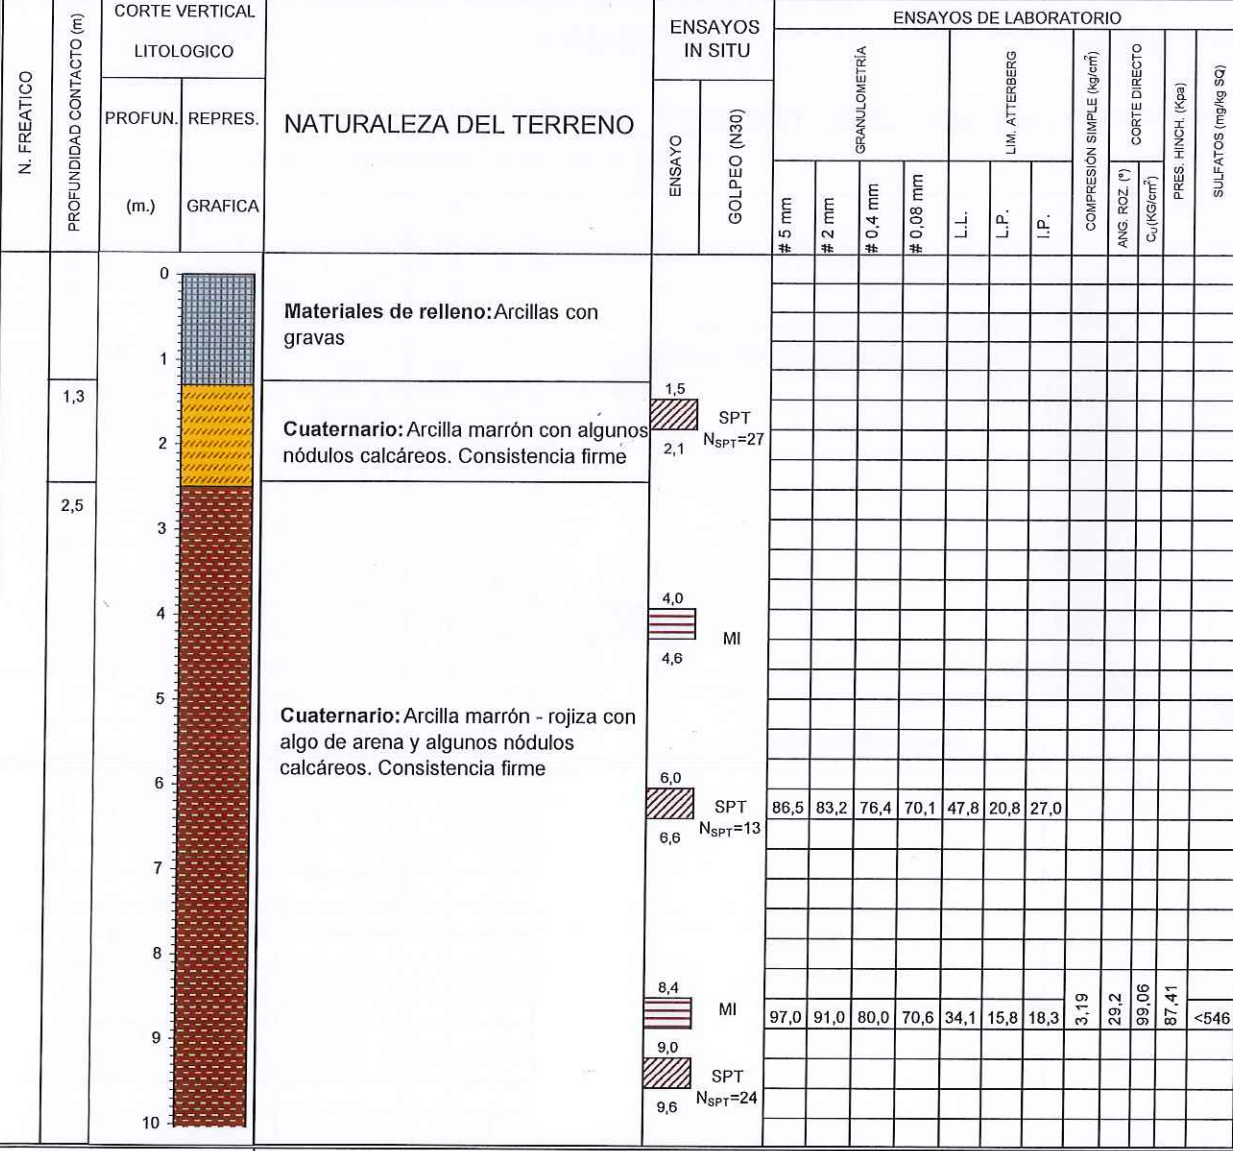 N. FREATICO
PROFUNDIDAD CONTACTO (m)
CORTE VERTICAL
LITOLOGICO
PROFUN.
(m.)
REPRES.
GRAFICA
NATURALEZA DEL TERRENO
ENSAYOS
IN SITU
ENSAYO
GOLPEO (N30)
ENSAYOS DE LABORATORIO
GRANULOMETRÍA
# 5 mm
# 2 mm
# 0,4 mm
# 0,08 mm
LIM. ATTERBERG
L.L.
L.P.
I.P.
COMPRESIÓN SIMPLE (kg/cm²)
CORTE DIRECTO
ANG. ROZ. (°)
Cu(KG/cm²)
PRES. HINCH. (Kpa)
SULFATOS (mg/kg SQ)
0
Materiales de relleno: Arcillas con
gravas
1
1,3
1,5
SPT
NSPT=27
2,1
Cuaternario: Arcilla marrón con algunos
nódulos calcáreos. Consistencia firme
2
2,5
3
4
4,0
MI
4,6
5
Cuaternario: Arcilla marrón - rojiza con
algo de arena y algunos nódulos
calcáreos. Consistencia firme
6
6,0
SPT 86,5 83,2 76,4 70,1 47,8 20,8 27,0
NSPT=13
6,6
7
8
8,4
MI 97,0 91,0 80,0 70,6 34,1 15,8 18,3 3,19 29,2 99,06 87,41 <546
9
9,0
SPT
NSPT=24
9,6
10